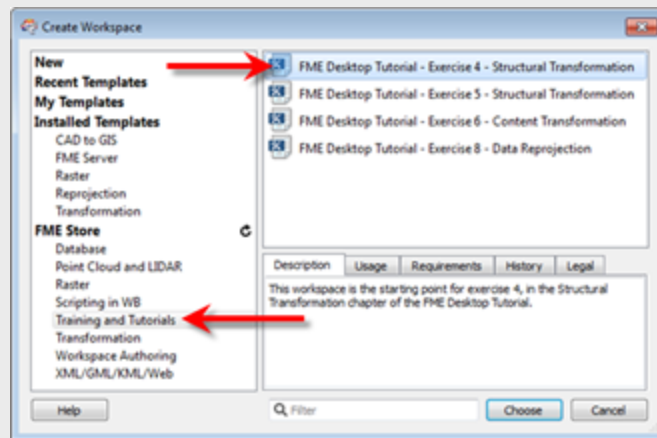 Create Workspace
New
Recent Templates
My Templates
Installed Templates
CAD to GIS
FME Server
Raster
Reprojection
Transformation
FME Store
Database
Point Cloud and LIDAR
Raster
Scripting in WB
Training and Tutorials
Transformation
Workspace Authoring
XML/GML/KML/Web
FME Desktop Tutorial - Exercise 4 - Structural Transformation
FME Desktop Tutorial - Exercise 5 - Structural Transformation
FME Desktop Tutorial - Exercise 6 - Content Transformation
FME Desktop Tutorial - Exercise 8 - Data Reprojection
Description Usage Requirements History Legal
This workspace is the starting point for exercise 4, in the Structural
Transformation chapter of the FME Desktop Tutorial.
Help
Filter
Choose
Cancel